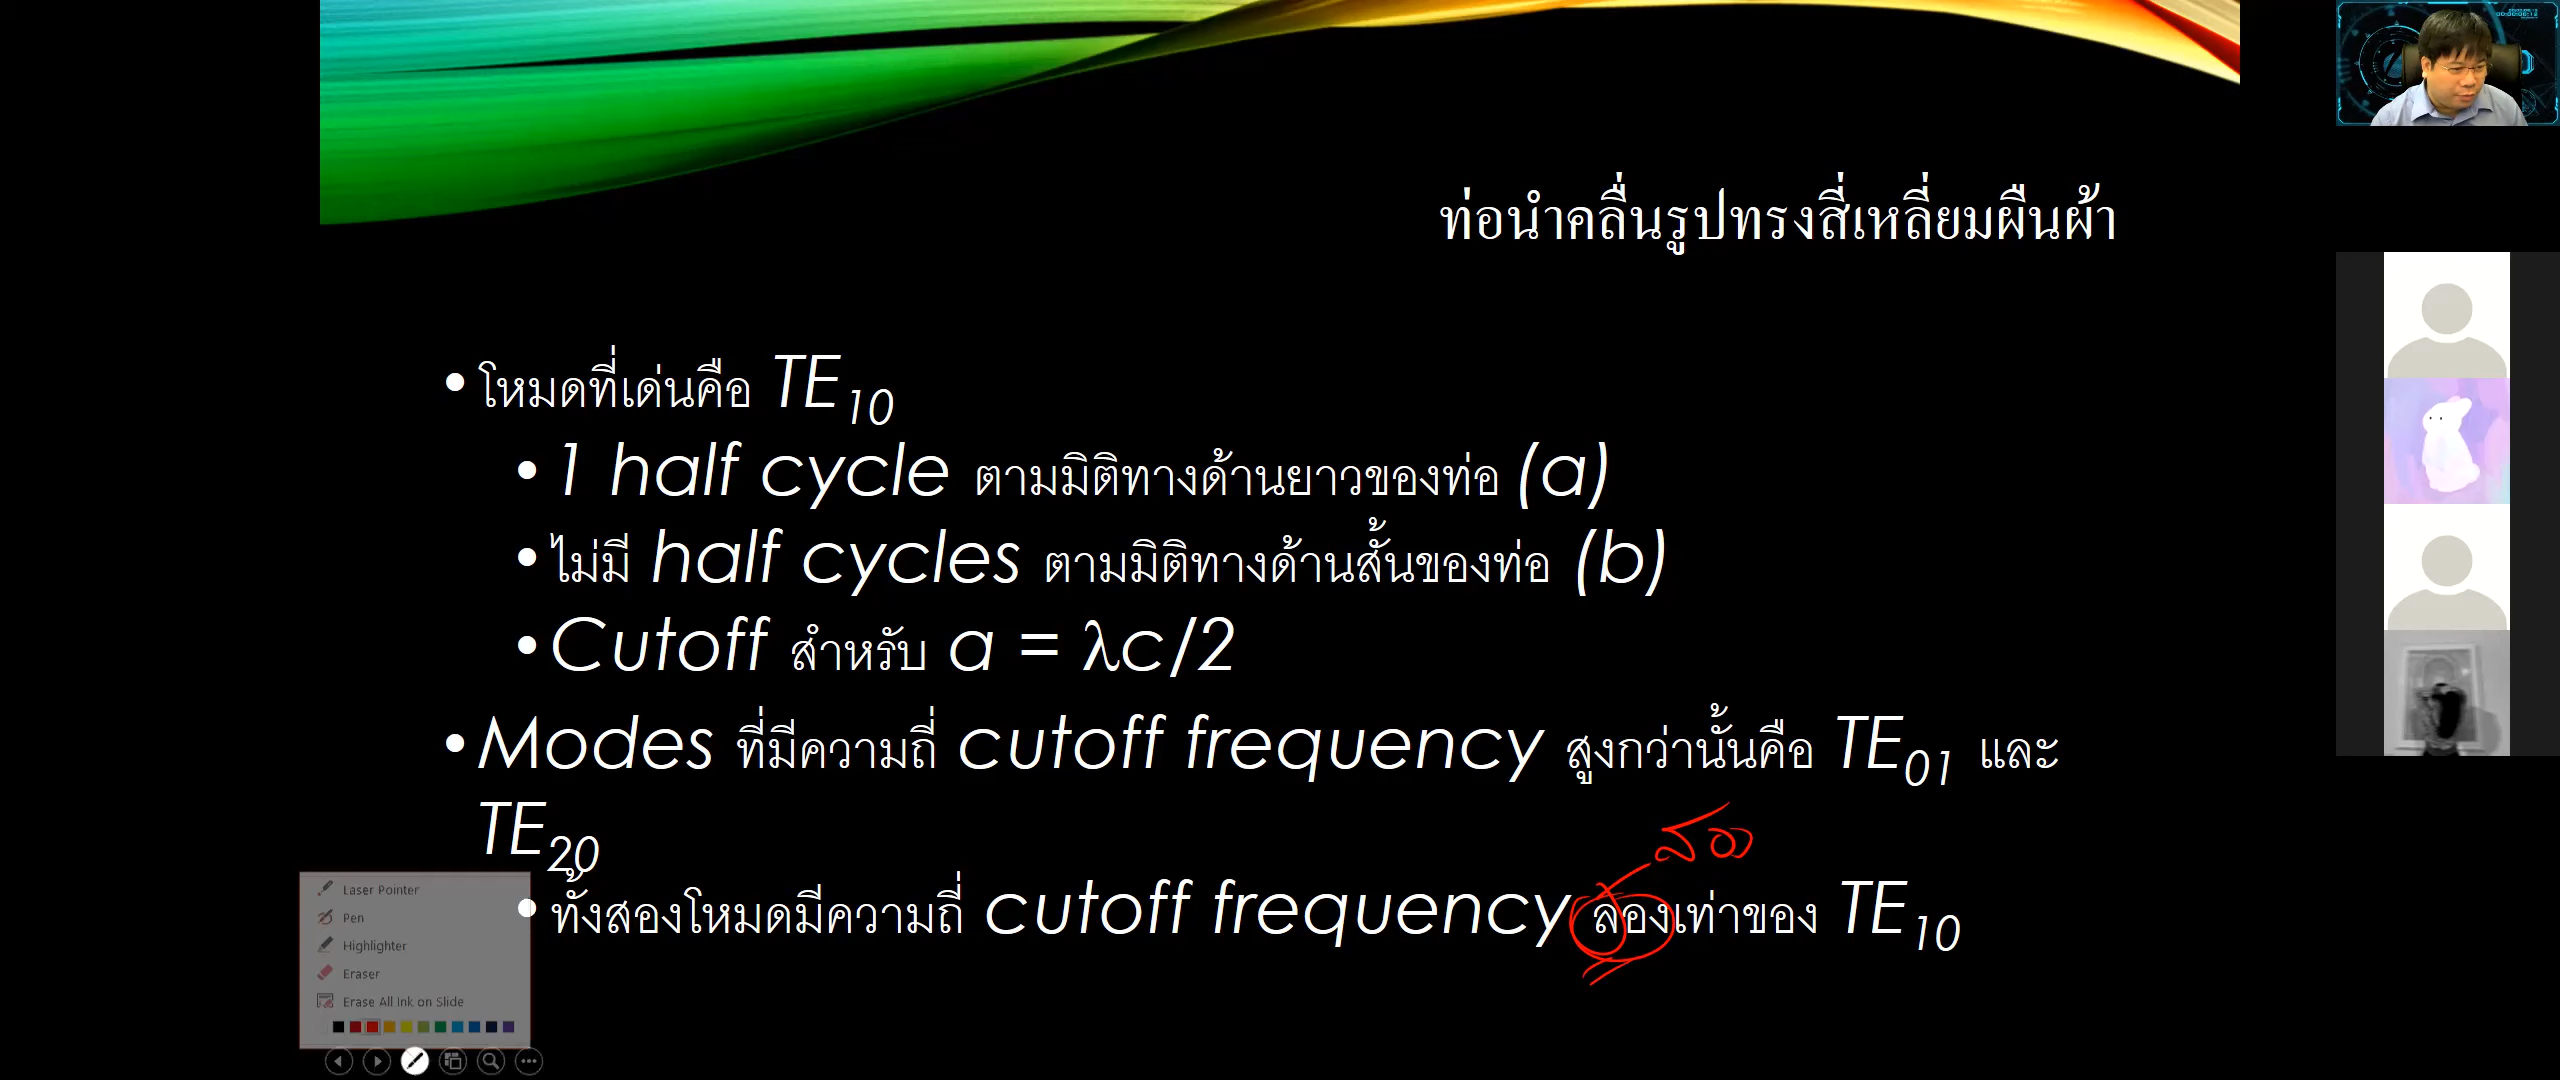 ท่อนำคลื่นรูปทรงสี่เหลี่ยมผืนผ้า
• โหมดที่เด่นคือ TE10
• 1 half cycle ตามมิติทางด้านยาวของท่อ (a)
• ไม่มี half cycles ตามมิติทางด้านสั้นของท่อ (b)
• Cutoff สำหรับ a = λc/2
• Modes ที่มีความถี่ cutoff frequency สูงกว่านั้นคือ TE01 และ
TE20
สอง
• ทั้งสองโหมดมีความถี่ cutoff frequency ลองเท่าของ TE10
Laser Pointer
Pen
Highlighter
Eraser
Erase All Ink on Slide